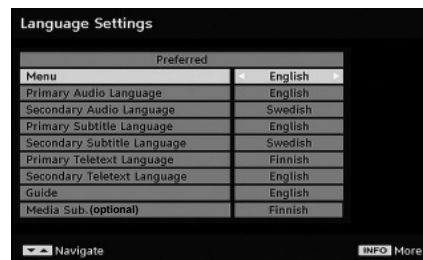 Language Settings
Preferred
Menu English
Primary Audio Language English
Secondary Audio Language Swedish
Primary Subtitle Language English
Secondary Subtitle Language Swedish
Primary Teletext Language Finnish
Secondary Teletext Language English
Guide English
Media Sub. (optional) Finnish
Navigate INFO More